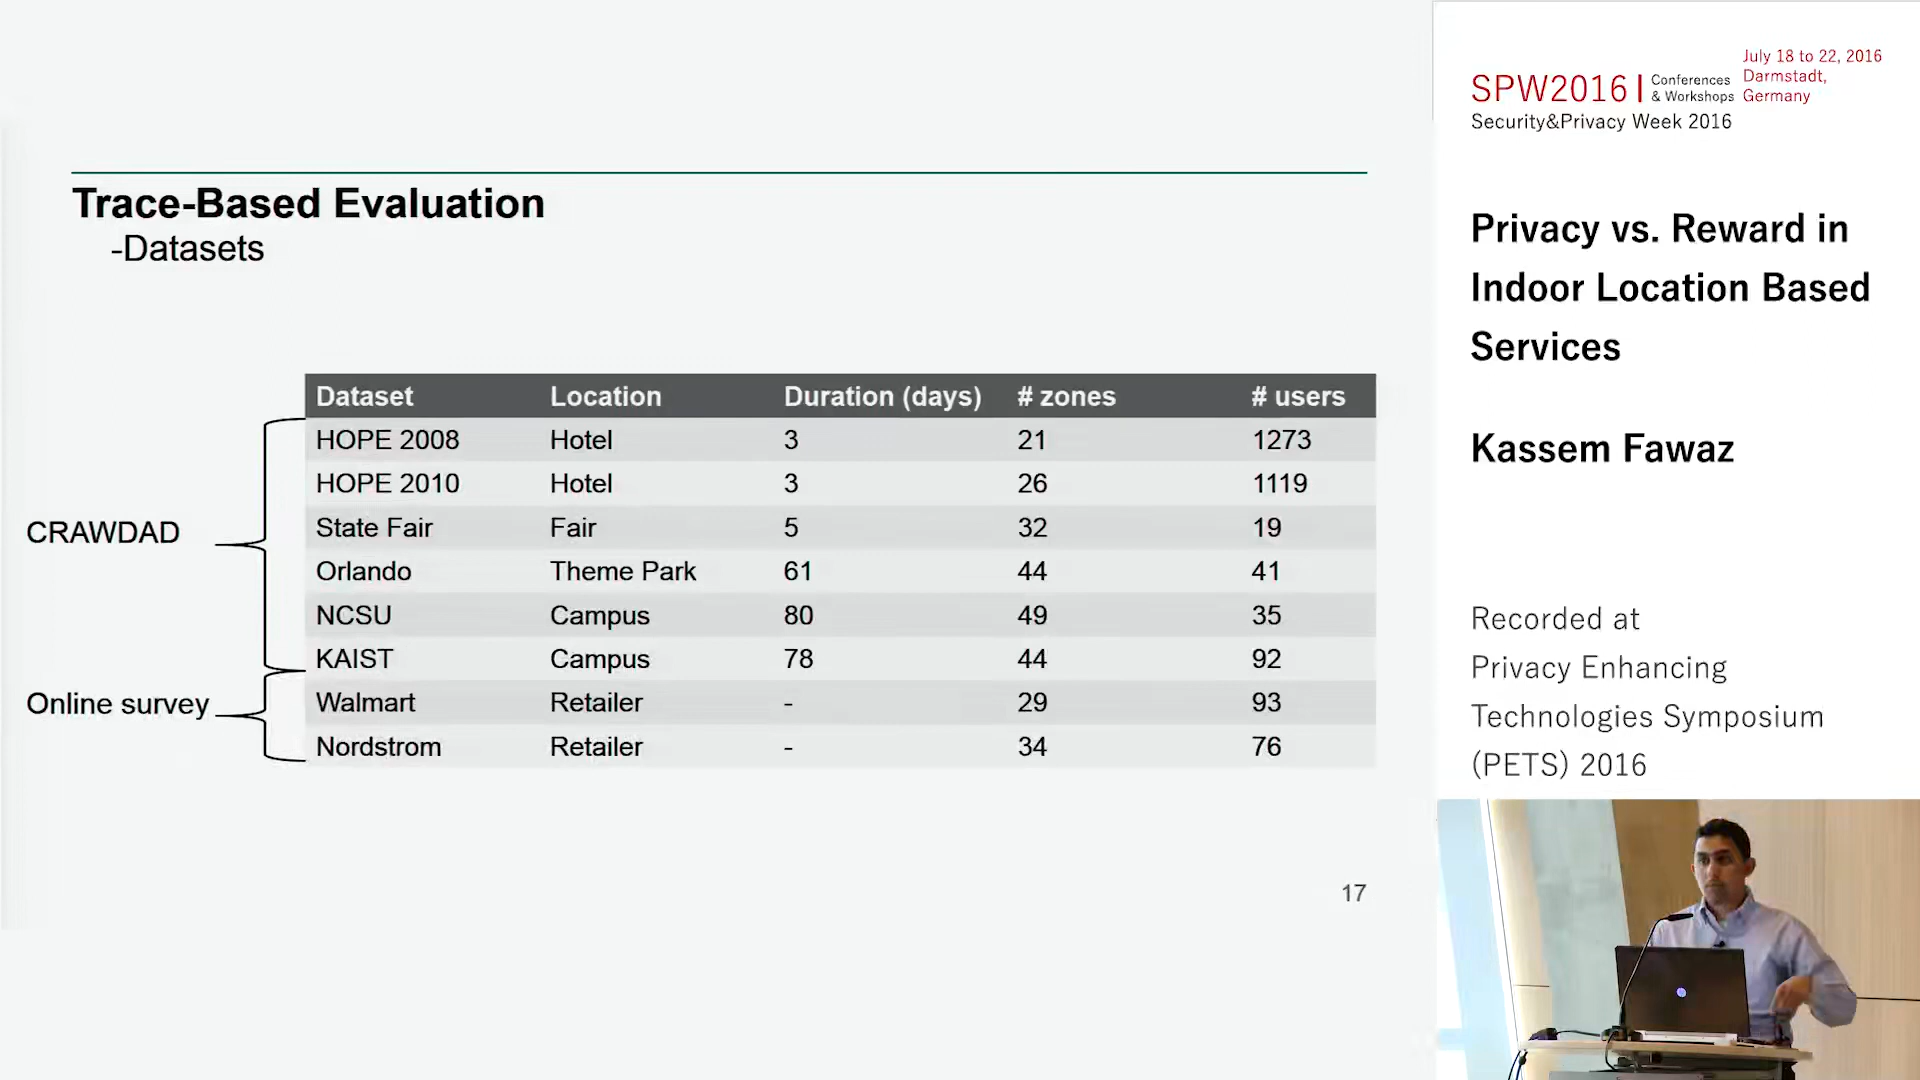 Trace-Based Evaluation
-Datasets
Dataset Location Duration (days) # zones # users
HOPE 2008 Hotel 3 21 1273
HOPE 2010 Hotel 3 26 1119
State Fair Fair 5 32 19
Orlando Theme Park 61 44 41
NCSU Campus 80 49 35
KAIST Campus 78 44 92
Walmart Retailer - 29 93
Nordstrom Retailer - 34 76
CRAWDAD
Online survey
17
SPW2016 | Conferences & Workshops
July 18 to 22, 2016
Darmstadt,
Germany
Security&Privacy Week 2016
Privacy vs. Reward in
Indoor Location Based
Services
Kassem Fawaz
Recorded at
Privacy Enhancing
Technologies Symposium
(PETS) 2016